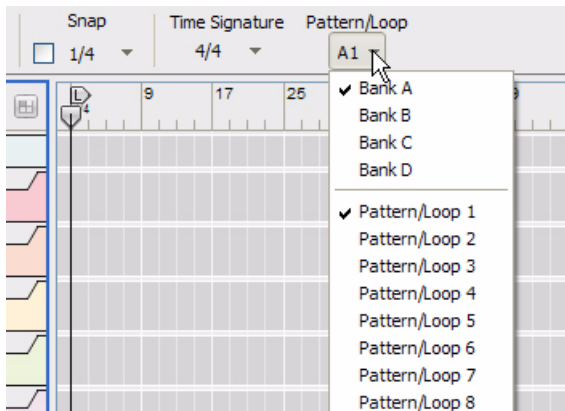 Snap Time Signature Pattern/Loop
1/4 4/4 A1
L 9 17 25 9
4
Bank A
Bank B
Bank C
Bank D
Pattern/Loop 1
Pattern/Loop 2
Pattern/Loop 3
Pattern/Loop 4
Pattern/Loop 5
Pattern/Loop 6
Pattern/Loop 7
Pattern/Loop 8